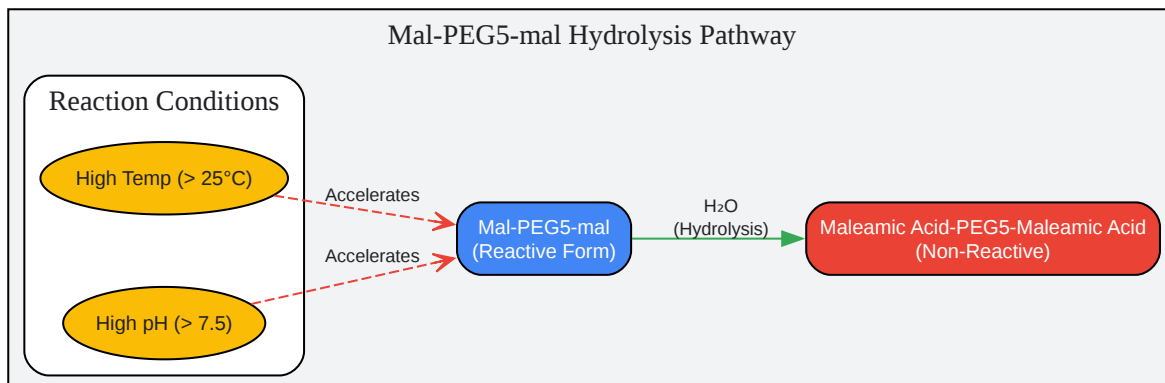 Mal-PEG5-mal Hydrolysis Pathway
Reaction Conditions
High Temp (> 25°C)
High pH (> 7.5)
Accelerates
Accelerates
Mal-PEG5-mal
(Reactive Form)
H₂O
(Hydrolysis)
Maleamic Acid-PEG5-Maleamic Acid
(Non-Reactive)